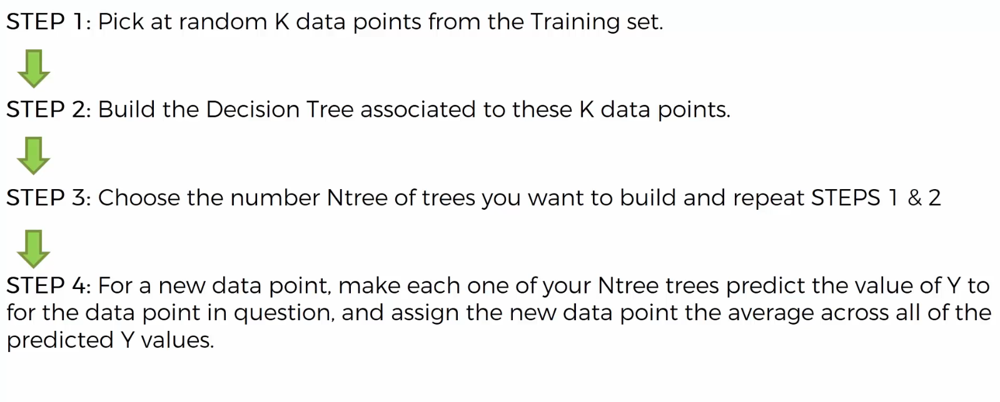 STEP 1: Pick at random K data points from the Training set.
STEP 2: Build the Decision Tree associated to these K data points.
STEP 3: Choose the number Ntree of trees you want to build and repeat STEPS 1 & 2
STEP 4: For a new data point, make each one of your Ntree trees predict the value of Y to
for the data point in question, and assign the new data point the average across all of the
predicted Y values.